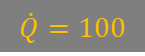 Q̇ = 100